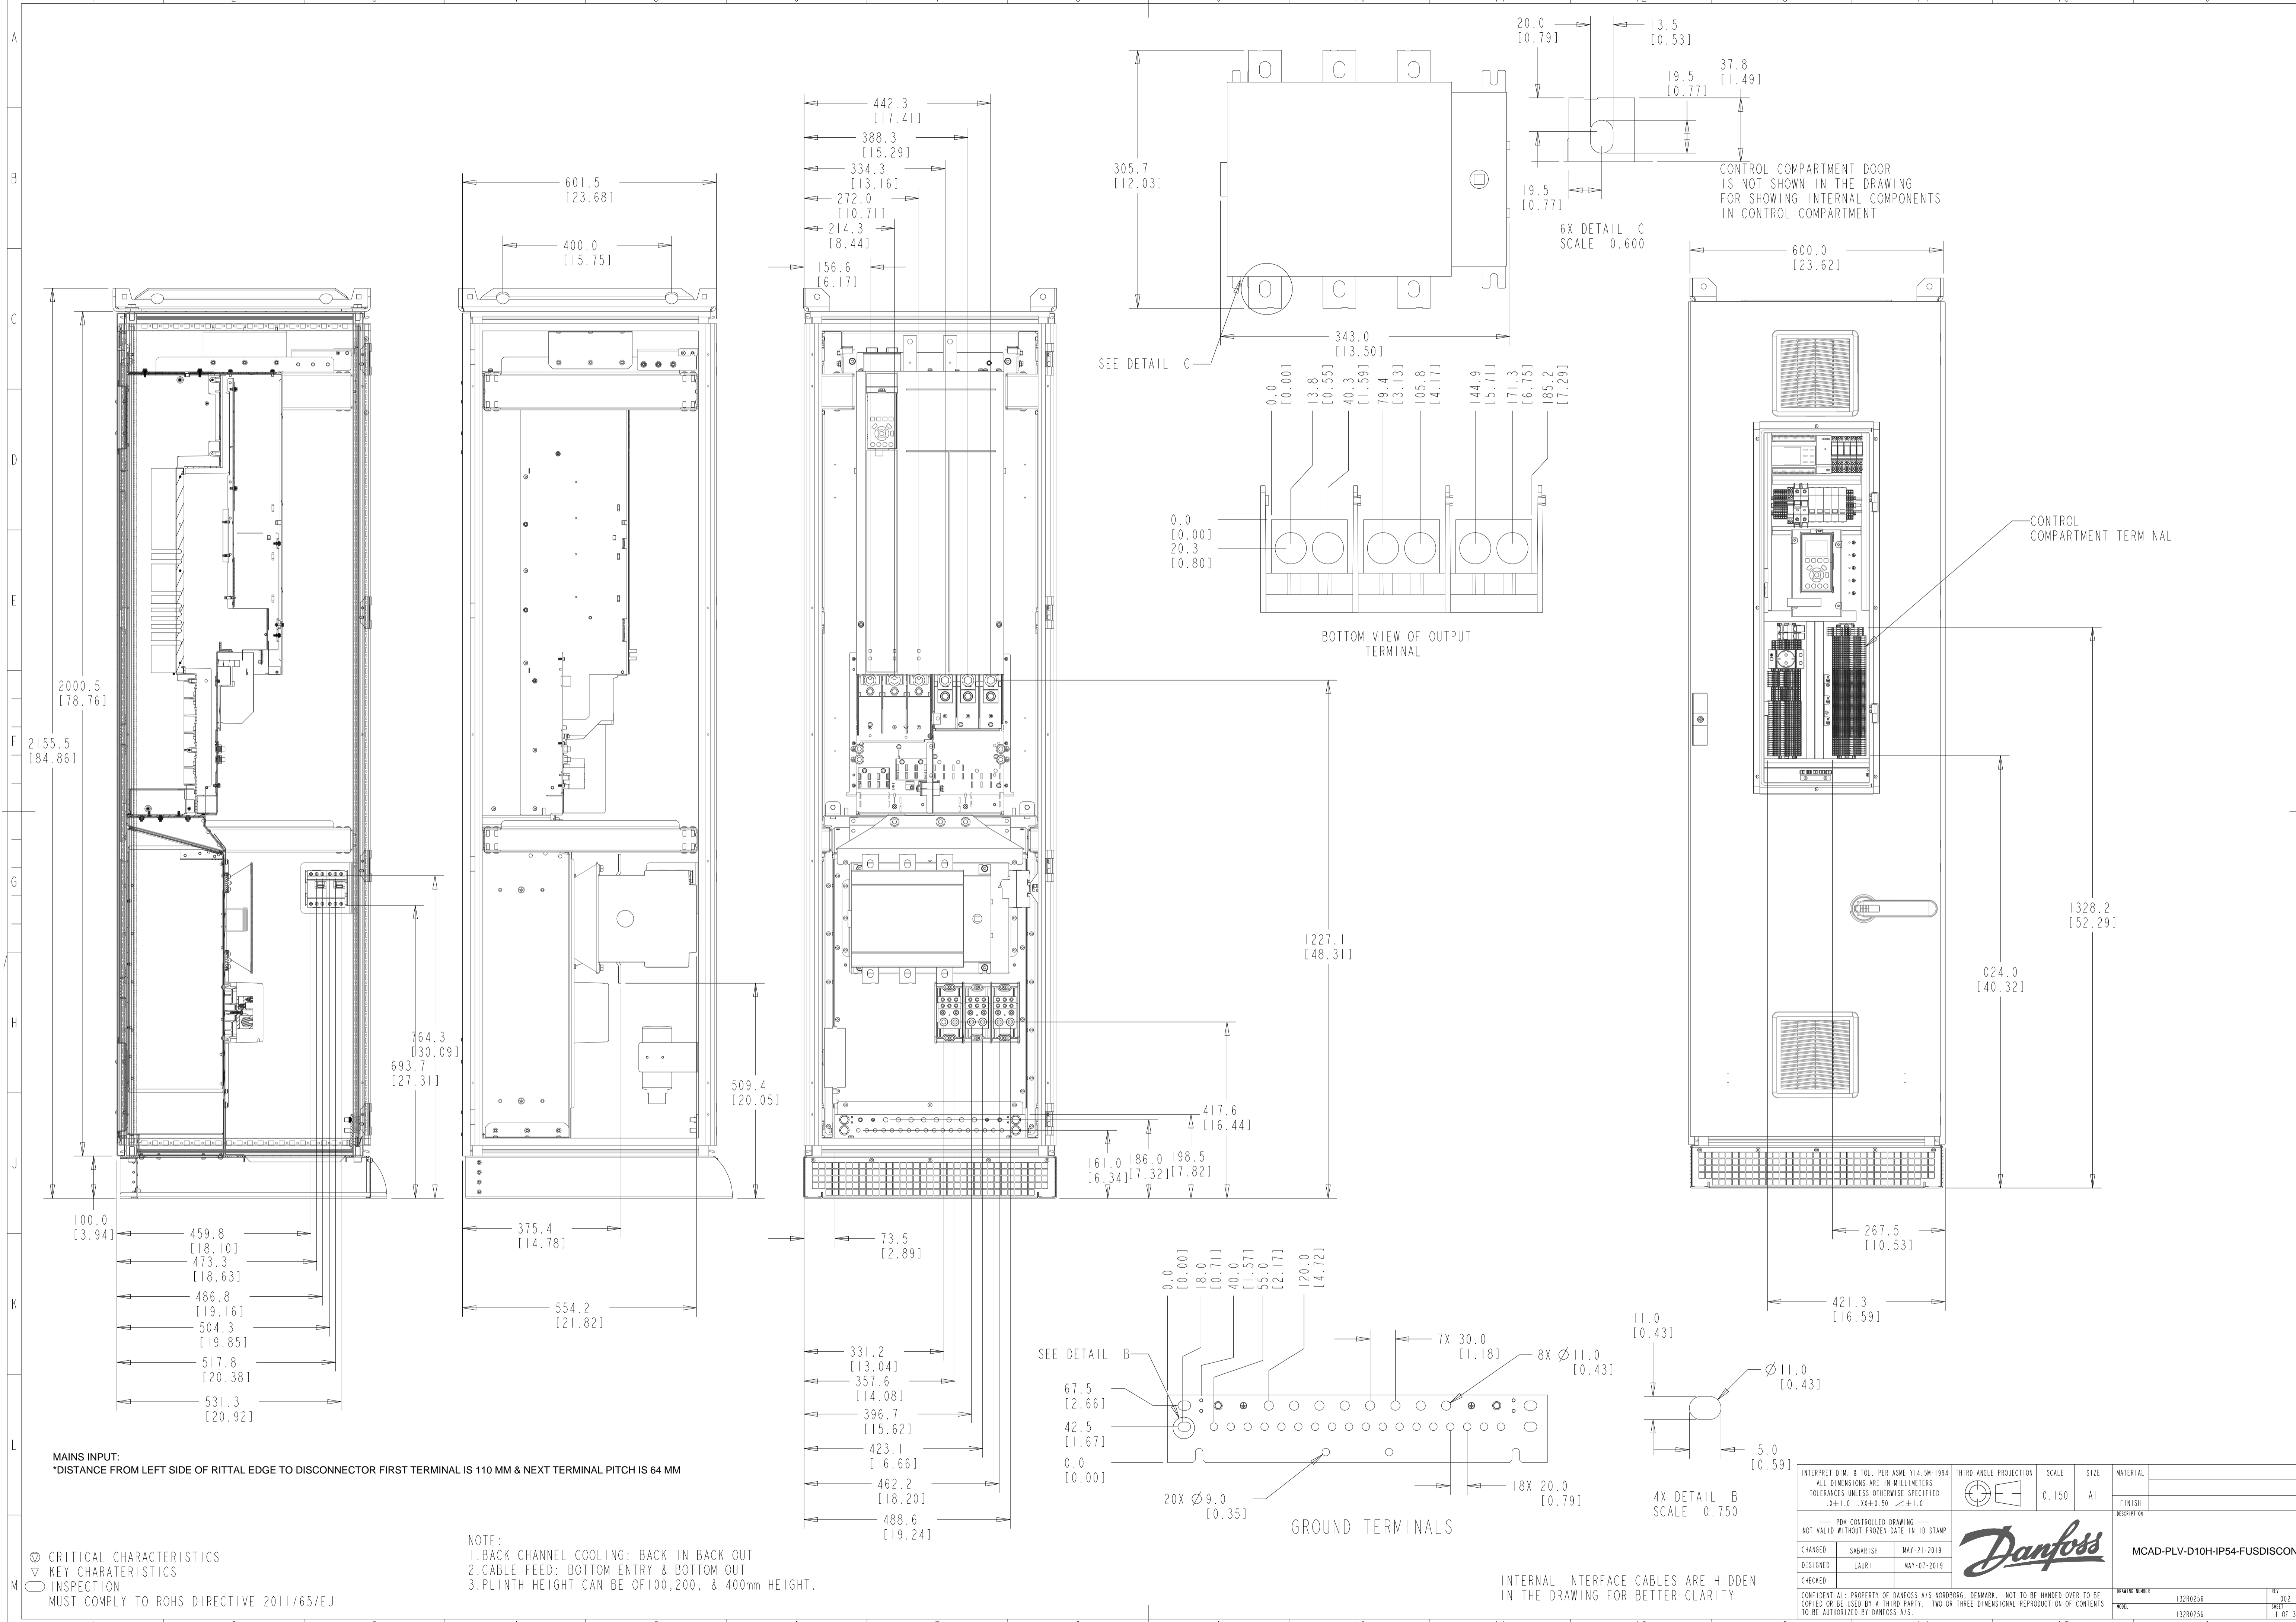 A
B
C
D
E
F
G
H
J
K
L
M
601.5
[23.68]
400.0
[15.75]
442.3
[17.41]
388.3
[15.29]
334.3
[13.16]
272.0
[10.71]
214.3
[8.44]
156.6
[6.17]
305.7
[12.03]
343.0
[13.50]
SEE DETAIL C
20.0
[0.79]
13.5
[0.53]
19.5
[0.77]
37.8
[1.49]
19.5
[0.77]
6X DETAIL C
SCALE 0.600
CONTROL COMPARTMENT DOOR
IS NOT SHOWN IN THE DRAWING
FOR SHOWING INTERNAL COMPONENTS
IN CONTROL COMPARTMENT
600.0
[23.62]
0.0
[0.00]
13.8
[0.55]
40.3
[1.59]
79.4
[3.13]
105.8
[4.17]
144.9
[5.71]
171.3
[6.75]
185.2
[7.29]
0.0
[0.00]
20.3
[0.80]
BOTTOM VIEW OF OUTPUT
TERMINAL
CONTROL
COMPARTMENT TERMINAL
2000.5
[78.76]
2155.5
[84.86]
1227.1
[48.31]
1328.2
[52.29]
1024.0
[40.32]
764.3
[30.09]
693.7
[27.31]
509.4
[20.05]
417.6
[16.44]
161.0
[6.34]
186.0
[7.32]
198.5
[7.82]
100.0
[3.94]
459.8
[18.10]
473.3
[18.63]
486.8
[19.16]
504.3
[19.85]
517.8
[20.38]
531.3
[20.92]
375.4
[14.78]
554.2
[21.82]
73.5
[2.89]
331.2
[13.04]
357.6
[14.08]
396.7
[15.62]
423.1
[16.66]
462.2
[18.20]
488.6
[19.24]
267.5
[10.53]
421.3
[16.59]
0.0
[0.00]
18.0
[0.71]
40.0
[1.57]
55.0
[2.17]
120.0
[4.72]
SEE DETAIL B
7X 30.0
[1.18]
8X Ø11.0
[0.43]
67.5
[2.66]
42.5
[1.67]
0.0
[0.00]
20X Ø9.0
[0.35]
18X 20.0
[0.79]
GROUND TERMINALS
11.0
[0.43]
Ø11.0
[0.43]
15.0
[0.59]
4X DETAIL B
SCALE 0.750
MAINS INPUT:
*DISTANCE FROM LEFT SIDE OF RITTAL EDGE TO DISCONNECTOR FIRST TERMINAL IS 110 MM & NEXT TERMINAL PITCH IS 64 MM
CRITICAL CHARACTERISTICS
KEY CHARATERISTICS
INSPECTION
MUST COMPLY TO ROHS DIRECTIVE 2011/65/EU
NOTE:
1.BACK CHANNEL COOLING: BACK IN BACK OUT
2.CABLE FEED: BOTTOM ENTRY & BOTTOM OUT
3.PLINTH HEIGHT CAN BE OF100,200, & 400mm HEIGHT.
INTERNAL INTERFACE CABLES ARE HIDDEN
IN THE DRAWING FOR BETTER CLARITY
INTERPRET DIM. & TOL. PER ASME Y14.5M-1994
ALL DIMENSIONS ARE IN MILLIMETERS
TOLERANCES UNLESS OTHERWISE SPECIFIED
.X±1.0 .XX±0.50 ∠±1.0
THIRD ANGLE PROJECTION
SCALE
0.150
SIZE
A1
MATERIAL
FINISH
PDM CONTROLLED DRAWING
NOT VALID WITHOUT FROZEN DATE IN ID STAMP
CHANGED SABARISH MAY-21-2019
DESIGNED LAURI MAY-07-2019
CHECKED
Danfoss
DESCRIPTION
MCAD-PLV-D10H-IP54-FUSDISCON
CONFIDENTIAL: PROPERTY OF DANFOSS A/S NORDBORG, DENMARK. NOT TO BE HANDED OVER TO BE
COPIED OR BE USED BY A THIRD PARTY. TWO OR THREE DIMENSIONAL REPRODUCTION OF CONTENTS
TO BE AUTHORIZED BY DANFOSS A/S.
DRAWING NUMBER
132R0256
REV
002
MODEL
132R0256
SHEET